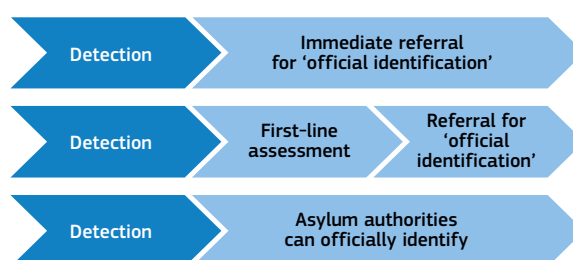 Detection
Immediate referral
for ‘official identification’
Detection
First-line
assessment
Referral for
‘official
identification’
Detection
Asylum authorities
can officially identify